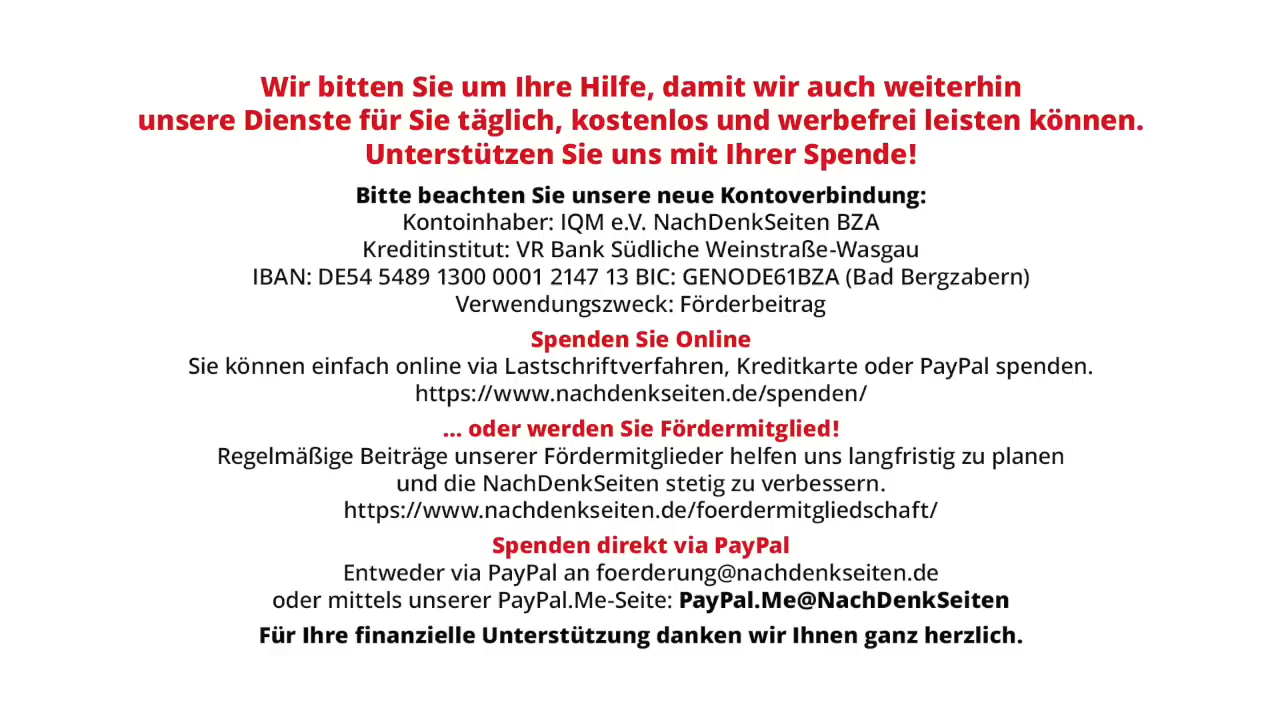 Wir bitten Sie um Ihre Hilfe, damit wir auch weiterhin
unsere Dienste für Sie täglich, kostenlos und werbefrei leisten können.
Unterstützen Sie uns mit Ihrer Spende!
Bitte beachten Sie unsere neue Kontoverbindung:
Kontoinhaber: IQM e.V. NachDenkSeiten BZA
Kreditinstitut: VR Bank Südliche Weinstraße-Wasgau
IBAN: DE54 5489 1300 0001 2147 13 BIC: GENODE61BZA (Bad Bergzabern)
Verwendungszweck: Förderbeitrag
Spenden Sie Online
Sie können einfach online via Lastschriftverfahren, Kreditkarte oder PayPal spenden.
https://www.nachdenkseiten.de/spenden/
... oder werden Sie Fördermitglied!
Regelmäßige Beiträge unserer Fördermitglieder helfen uns langfristig zu planen
und die NachDenkSeiten stetig zu verbessern.
https://www.nachdenkseiten.de/foerdermitgliedschaft/
Spenden direkt via PayPal
Entweder via PayPal an foerderung@nachdenkseiten.de
oder mittels unserer PayPal.Me-Seite: PayPal.Me@NachDenkSeiten
Für Ihre finanzielle Unterstützung danken wir Ihnen ganz herzlich.